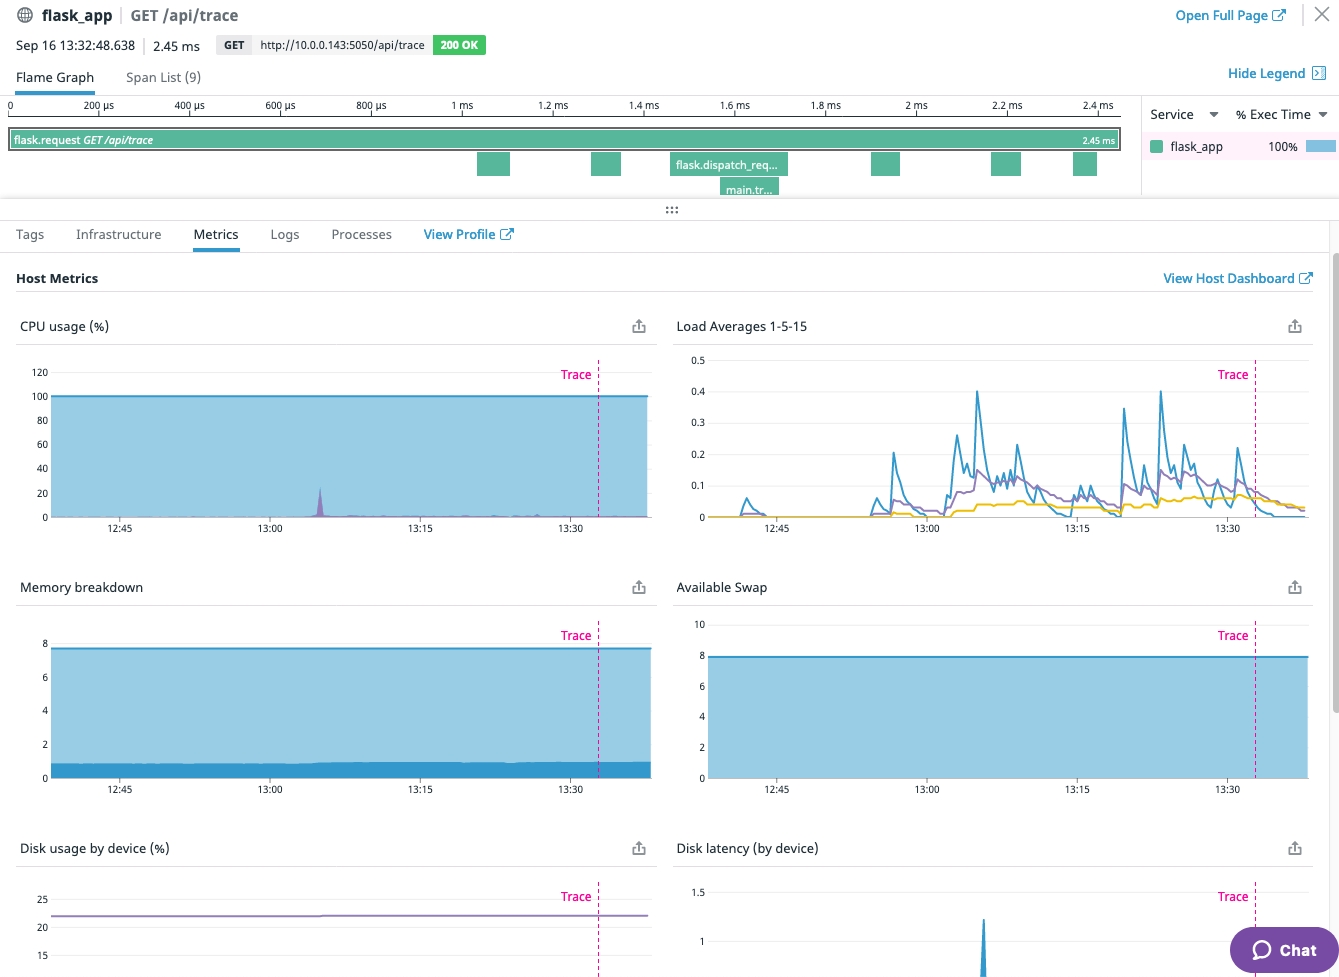 flask_app GET /api/trace
Open Full Page
Sep 16 13:32:48.638 2.45 ms GET http://10.0.0.143:5050/api/trace 200 OK
Flame Graph Span List (9)
Hide Legend
0 200 µs 400 µs 600 µs 800 µs 1 ms 1.2 ms 1.4 ms 1.6 ms 1.8 ms 2 ms 2.2 ms 2.4 ms
Service % Exec Time
flask.request GET /api/trace 2.45 ms
flask_app 100%
flask.dispatch_req...
main.tr...
Tags Infrastructure Metrics Logs Processes View Profile
Host Metrics
View Host Dashboard
CPU usage (%)
120
100
80
60
40
20
0
Trace
12:45 13:00 13:15 13:30
Load Averages 1-5-15
0.5
0.4
0.3
0.2
0.1
0
Trace
12:45 13:00 13:15 13:30
Memory breakdown
8
6
4
2
0
Trace
12:45 13:00 13:15 13:30
Available Swap
10
8
6
4
2
0
Trace
12:45 13:00 13:15 13:30
Disk usage by device (%)
25
20
15
Trace
Disk latency (by device)
1.5
1
Trace
Chat